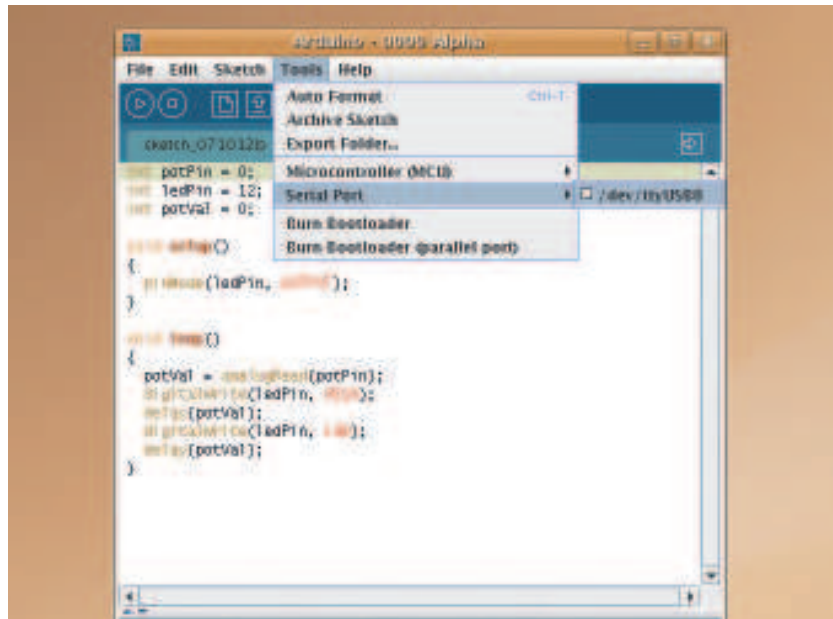 Arduino - 0009 Alpha
File Edit Sketch Tools Help
Auto Format Ctrl-T
Archive Sketch
Export Folder...
Microcontroller (MCU)
Serial Port /dev/ttyUSB0
Burn Bootloader
Burn Bootloader (parallel port)
sketch_071012b
int potPin = 0;
int ledPin = 12;
int potVal = 0;
void setup()
{
pinMode(ledPin, OUTPUT);
}
void loop()
{
potVal = analogRead(potPin);
digitalWrite(ledPin, HIGH);
delay(potVal);
digitalWrite(ledPin, LOW);
delay(potVal);
}